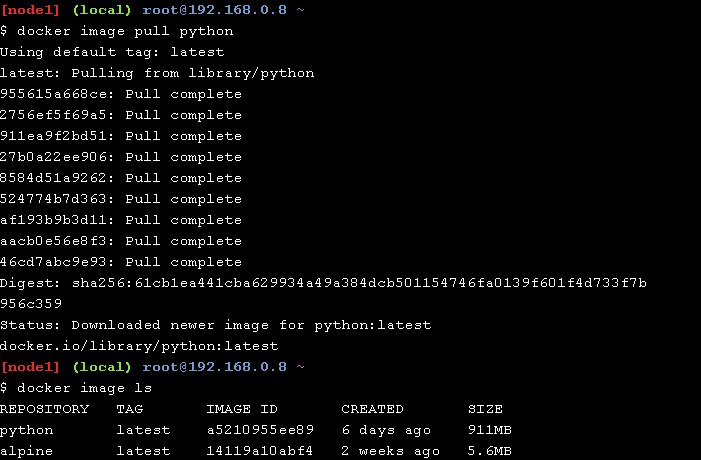 [node1] (local) root@192.168.0.8 ~
$ docker image pull python
Using default tag: latest
latest: Pulling from library/python
955615a668ce: Pull complete
2756ef5f69a5: Pull complete
911ea9f2bd51: Pull complete
27b0a22ee906: Pull complete
8584d51a9262: Pull complete
524774b7d363: Pull complete
af193b9b3d11: Pull complete
aacb0e56e8f3: Pull complete
46cd7abc9e93: Pull complete
Digest: sha256:61cb1ea441cba629934a49a384dcb501154746fa0139f601f4d733f7b
956c359
Status: Downloaded newer image for python:latest
docker.io/library/python:latest
[node1] (local) root@192.168.0.8 ~
$ docker image ls
REPOSITORY   TAG       IMAGE ID       CREATED       SIZE
python       latest    a5210955ee89   6 days ago    911MB
alpine       latest    14119a10abf4   2 weeks ago   5.6MB